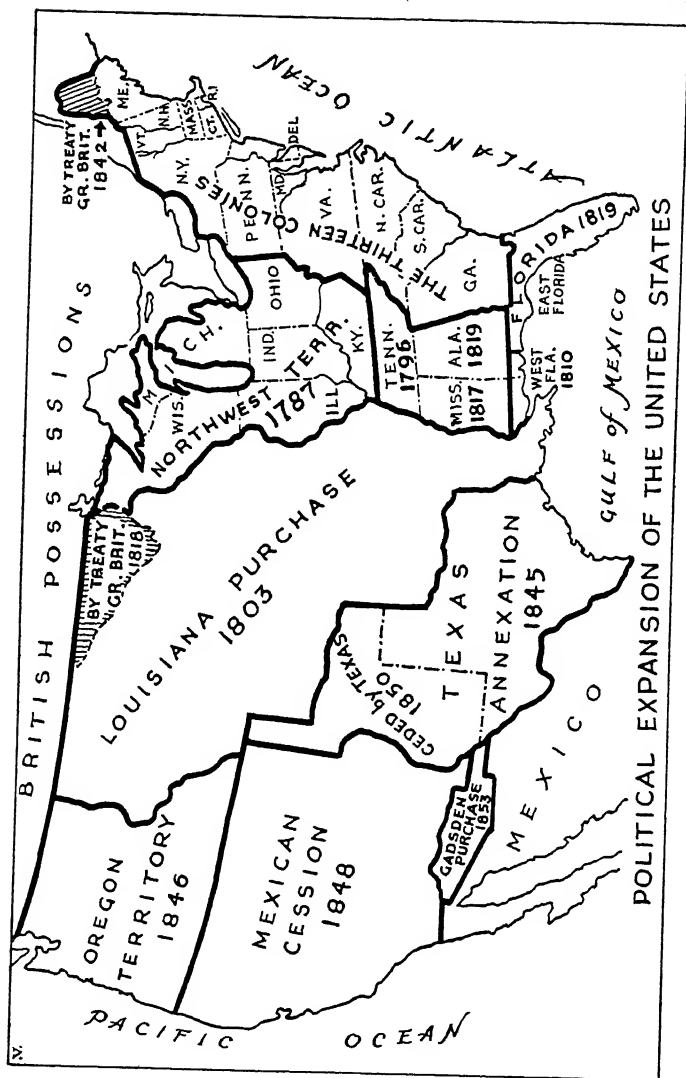 BRITISH POSSESSIONS
BY TREATY
GR. BRIT.
1842
ME.
VT.
N.H.
MASS.
CT.
R.I.
N.Y.
PENN.
MD.
DEL.
VA.
N. CAR.
S. CAR.
GA.
THE THIRTEEN COLONIES
ATLANTIC OCEAN
MICH.
WIS.
NORTHWEST TERR.
1787
OHIO
IND.
ILL.
KY.
TENN.
1796
MISS.
1817
ALA.
1819
FLORIDA 1819
EAST
FLORIDA
WEST
FLA.
1810
BY TREATY
GR. BRIT.
1818
LOUISIANA PURCHASE
1803
OREGON
TERRITORY
1846
MEXICAN
CESSION
1848
CEDED by TEXAS
1850
TEXAS
ANNEXATION
1845
GADSDEN
PURCHASE
1853
MEXICO
GULF of MEXICO
PACIFIC OCEAN
V.
POLITICAL EXPANSION OF THE UNITED STATES